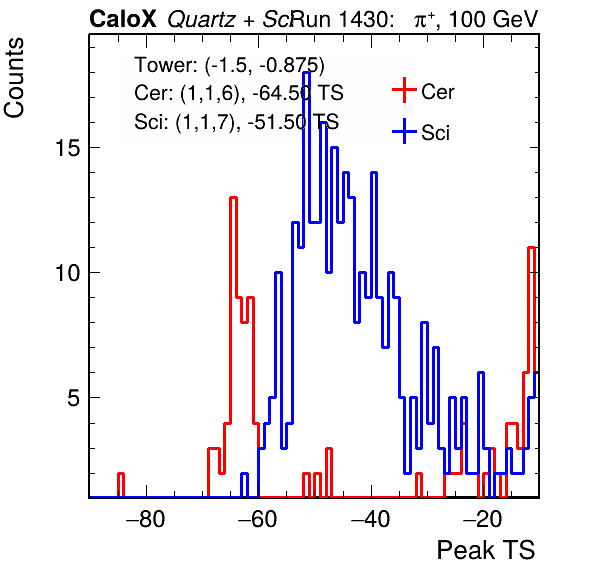 CaloX Quartz + ScRun 1430: π⁺, 100 GeV
Counts
Tower: (-1.5, -0.875)
Cer: (1,1,6), -64.50 TS
Sci: (1,1,7), -51.50 TS
Cer
Sci
15
10
5
−80 −60 −40 −20
Peak TS